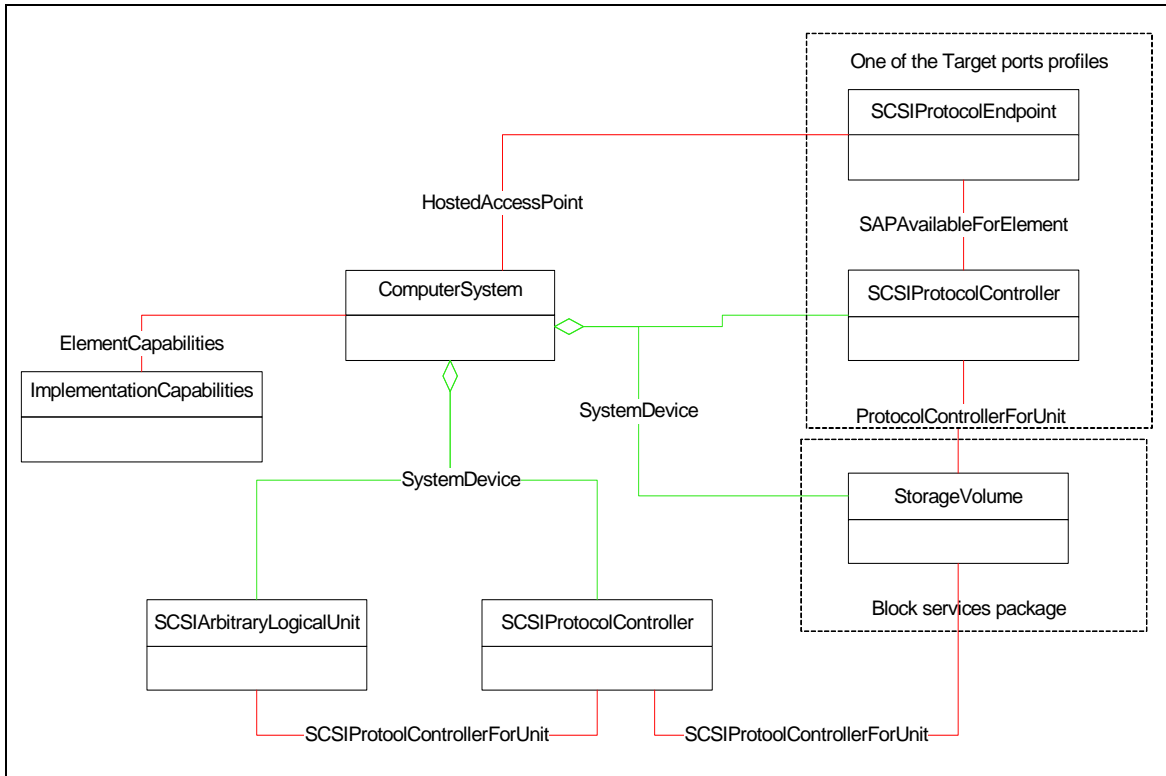 One of the Target ports profiles
SCSIProtocolEndpoint
HostedAccessPoint
SAPAvailableForElement
ComputerSystem
SCSIProtocolController
ElementCapabilities
ImplementationCapabilities
SystemDevice
ProtocolControllerForUnit
SystemDevice
StorageVolume
SCSIArbitraryLogicalUnit
SCSIProtocolController
Block services package
SCSIProtoolControllerForUnit
SCSIProtoolControllerForUnit